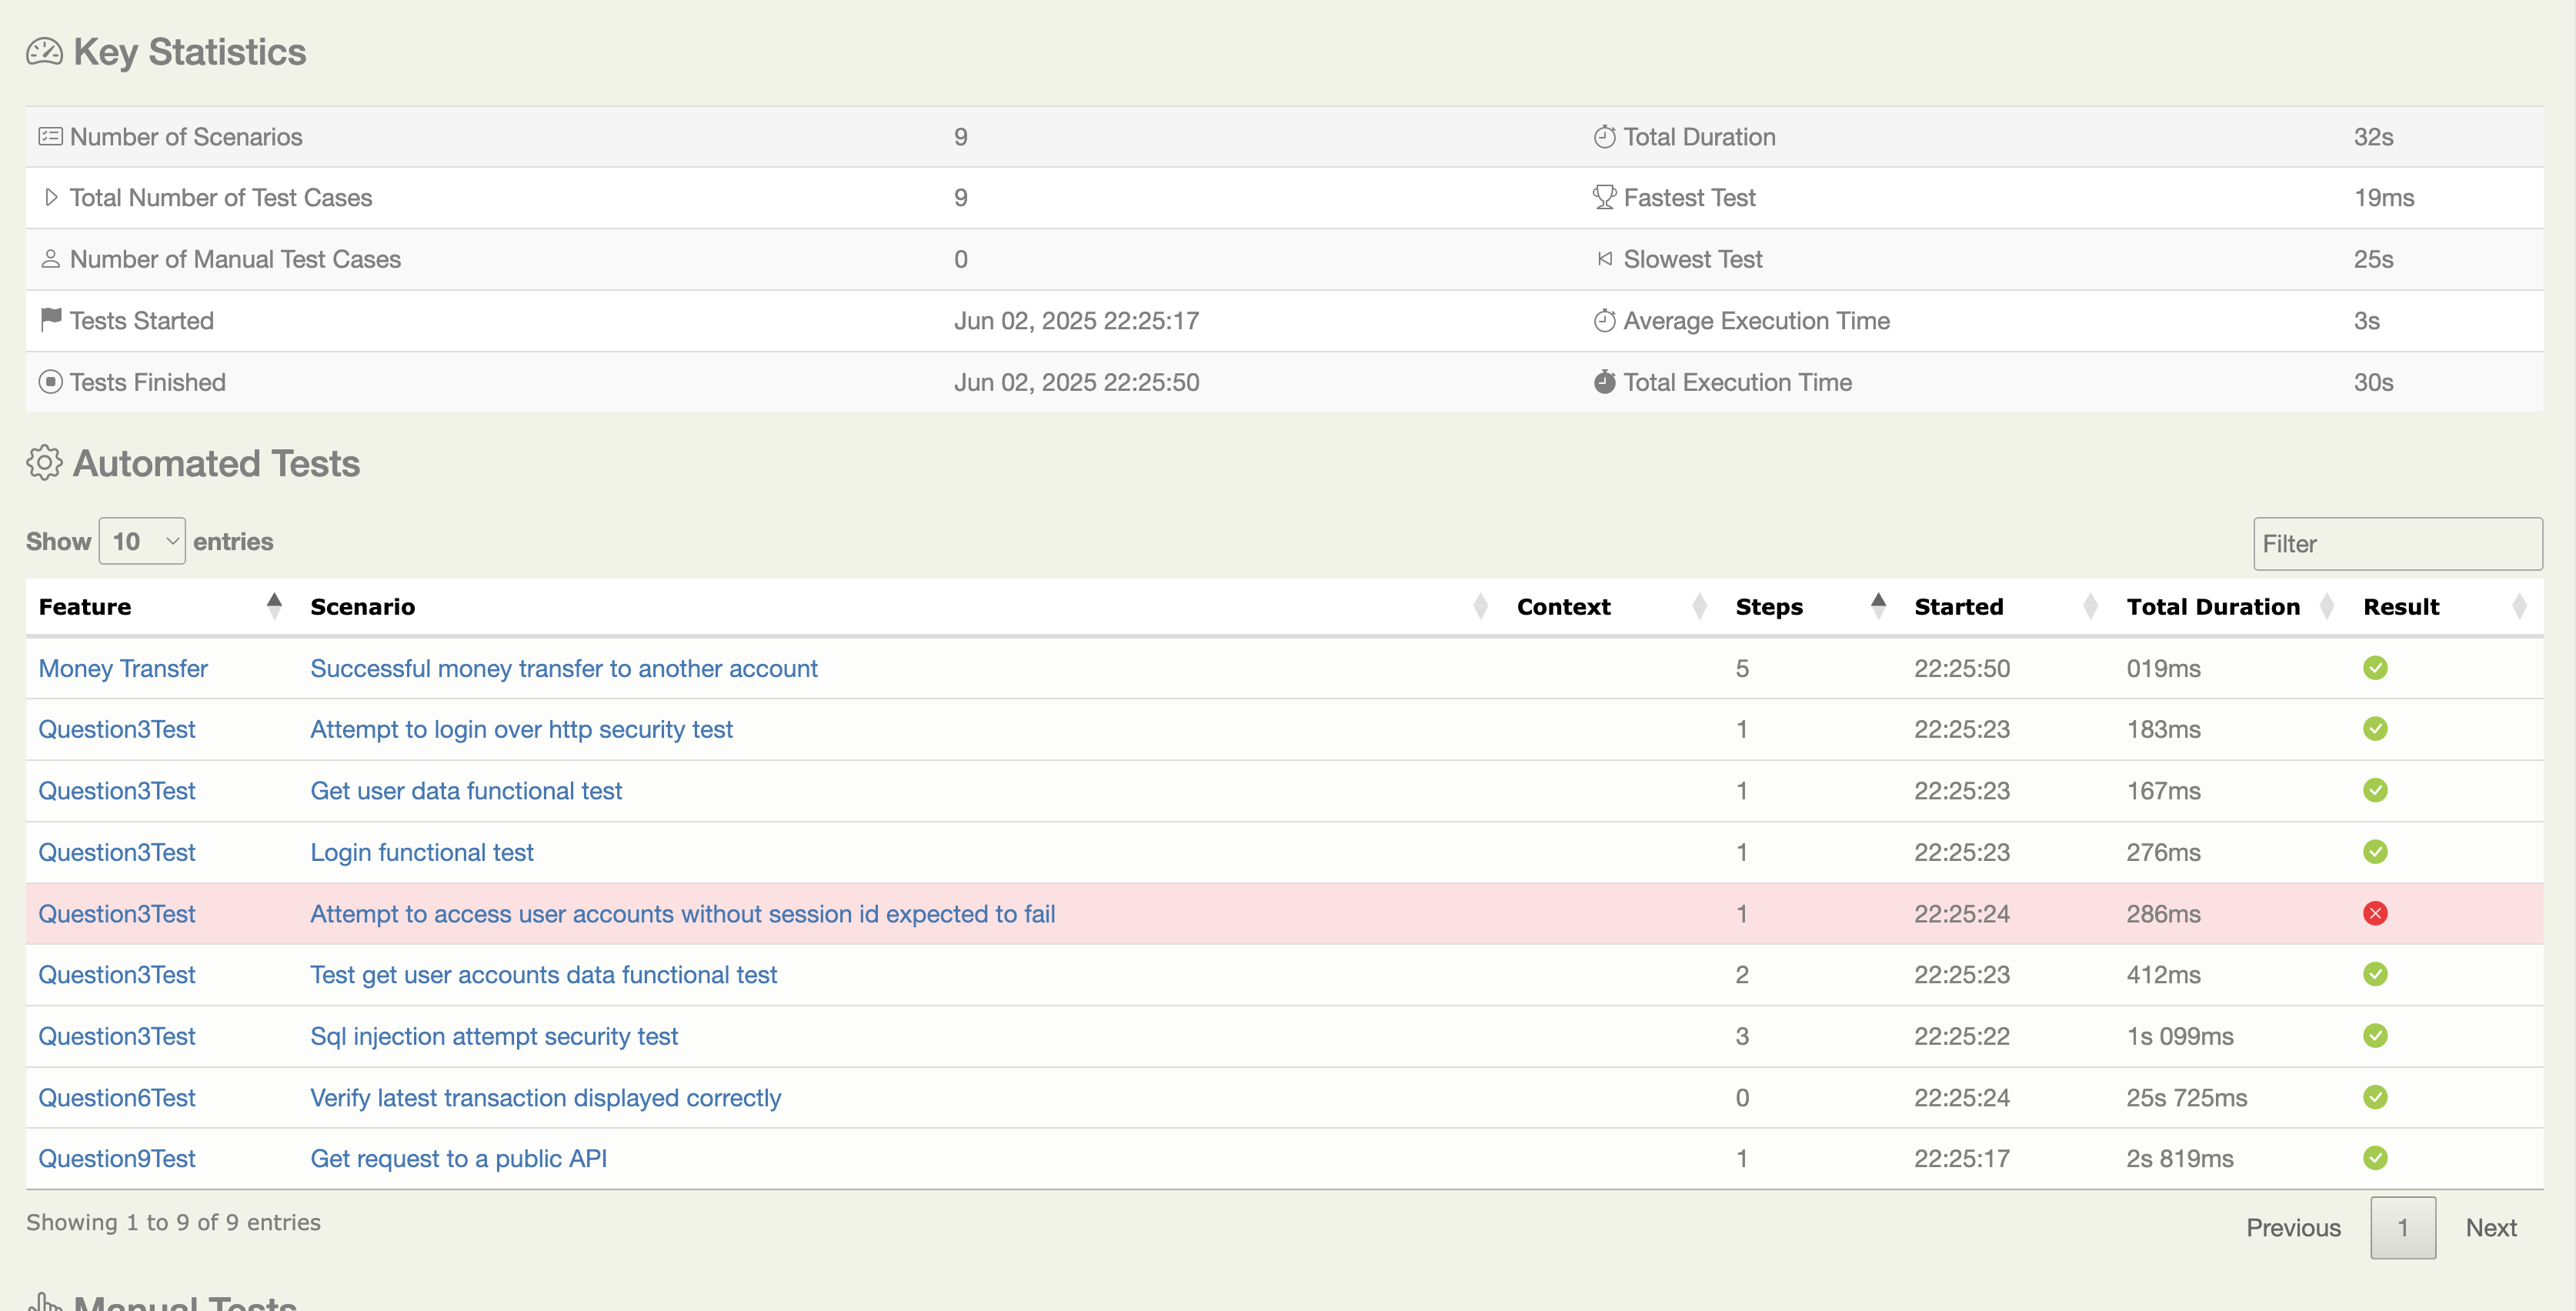 Key Statistics
Number of Scenarios 9 Total Duration 32s
Total Number of Test Cases 9 Fastest Test 19ms
Number of Manual Test Cases 0 Slowest Test 25s
Tests Started Jun 02, 2025 22:25:17 Average Execution Time 3s
Tests Finished Jun 02, 2025 22:25:50 Total Execution Time 30s
Automated Tests
Show 10 entries Filter
Feature Scenario Context Steps Started Total Duration Result
Money Transfer Successful money transfer to another account 5 22:25:50 019ms
Question3Test Attempt to login over http security test 1 22:25:23 183ms
Question3Test Get user data functional test 1 22:25:23 167ms
Question3Test Login functional test 1 22:25:23 276ms
Question3Test Attempt to access user accounts without session id expected to fail 1 22:25:24 286ms
Question3Test Test get user accounts data functional test 2 22:25:23 412ms
Question3Test Sql injection attempt security test 3 22:25:22 1s 099ms
Question6Test Verify latest transaction displayed correctly 0 22:25:24 25s 725ms
Question9Test Get request to a public API 1 22:25:17 2s 819ms
Showing 1 to 9 of 9 entries Previous 1 Next
Manual Tests